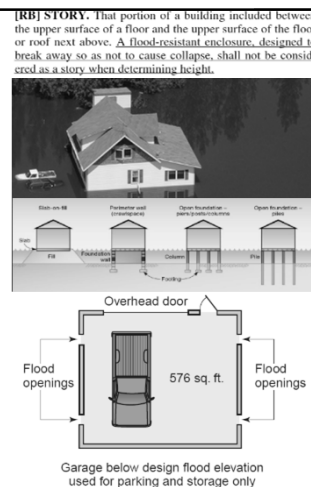 [RB] STORY. That portion of a building included between
the upper surface of a floor and the upper surface of the floor
or roof next above. A flood-resistant enclosure, designed to
break away so as not to cause collapse, shall not be consid-
ered as a story when determining height.
Slab-on-fill
Perimeter wall
(crawlspace)
Open foundation –
piers/posts/columns
Open foundation –
piles
Slab
Fill
Foundation
wall
Column
Pile
Footing
Overhead door
Flood
openings
576 sq. ft.
Flood
openings
Garage below design flood elevation
used for parking and storage only